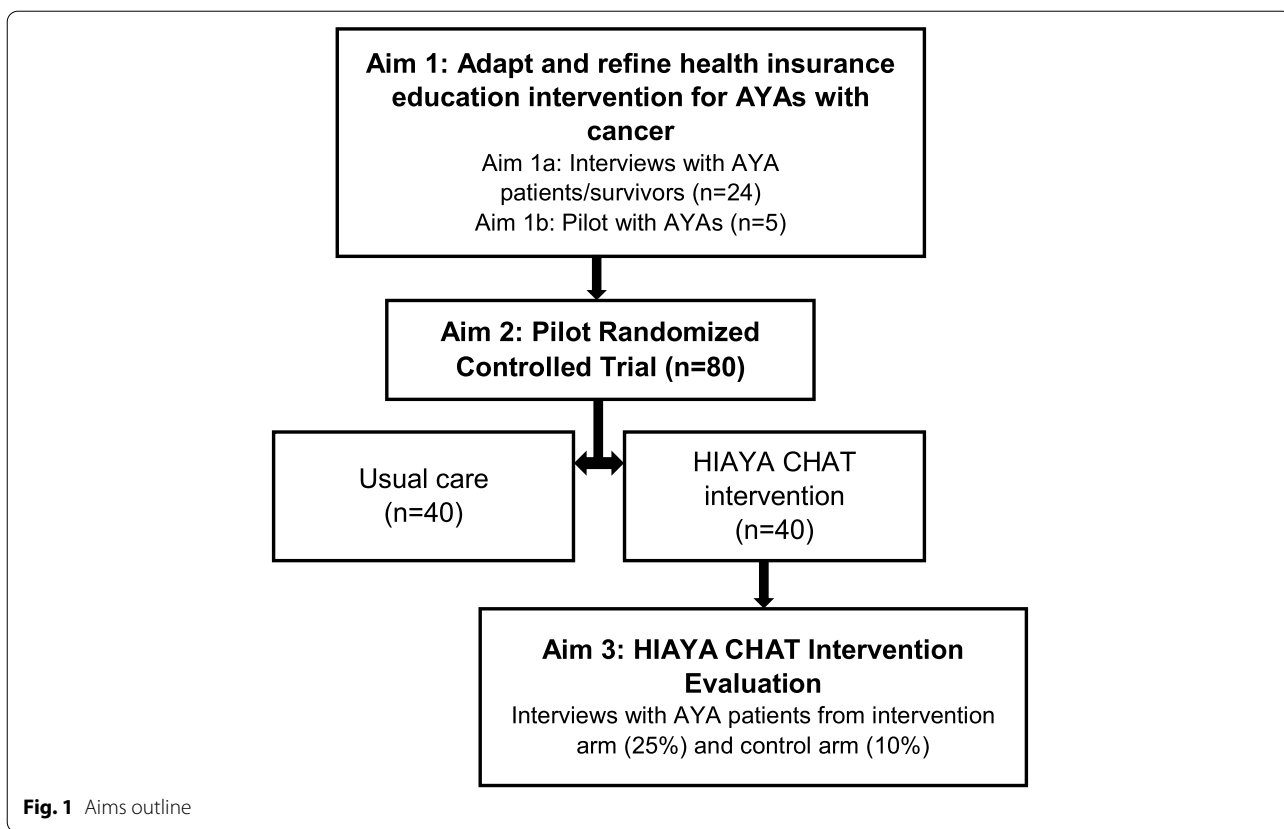 Aim 1: Adapt and refine health insurance
education intervention for AYAs with
cancer
Aim 1a: Interviews with AYA
patients/survivors (n=24)
Aim 1b: Pilot with AYAs (n=5)
Aim 2: Pilot Randomized
Controlled Trial (n=80)
Usual care
(n=40)
HIAYA CHAT
intervention
(n=40)
Aim 3: HIAYA CHAT Intervention
Evaluation
Interviews with AYA patients from intervention
arm (25%) and control arm (10%)
Fig. 1 Aims outline